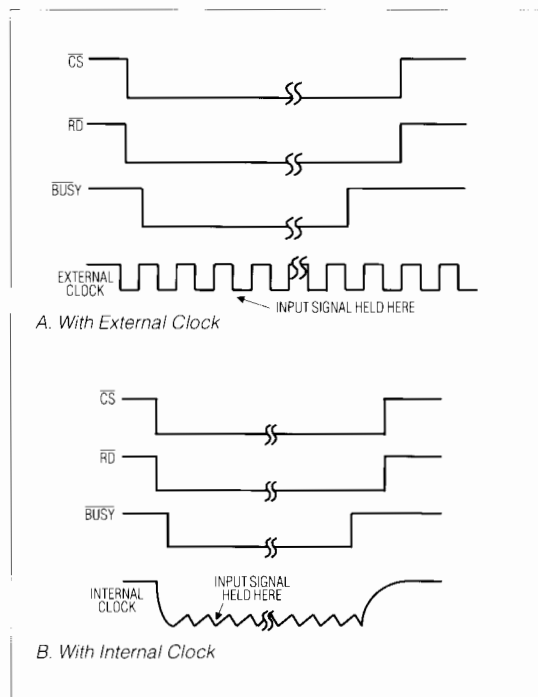 CS
RD
BUSY
EXTERNAL
CLOCK
INPUT SIGNAL HELD HERE
A. With External Clock
CS
RD
BUSY
INTERNAL
CLOCK
INPUT SIGNAL
HELD HERE
B. With Internal Clock